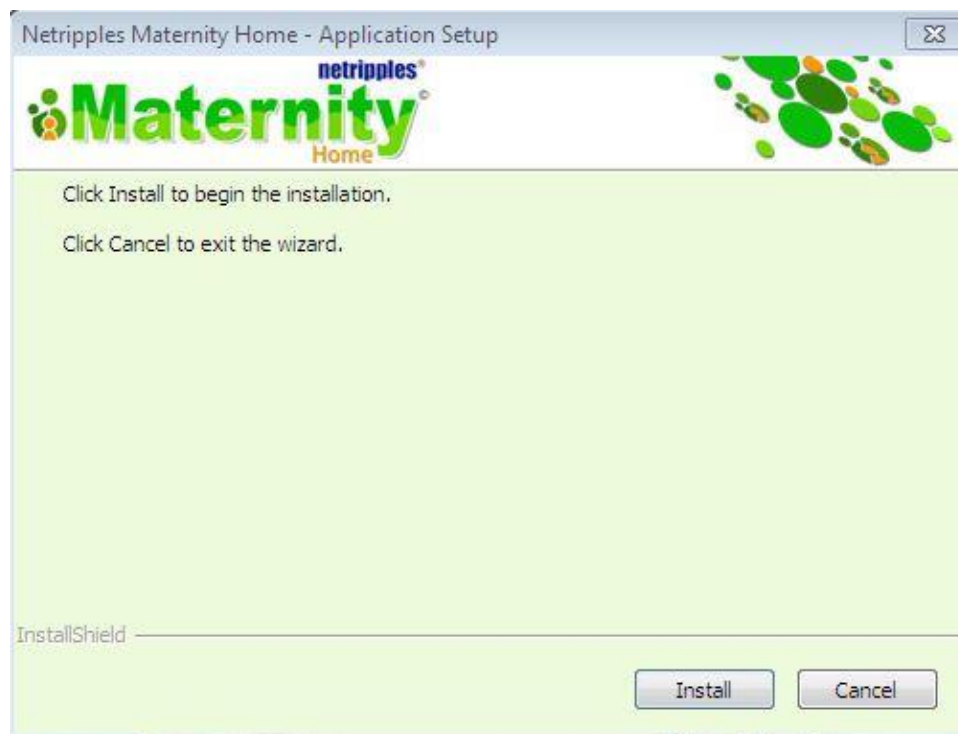 Netripples Maternity Home - Application Setup
netripples®
Maternity©
Home
Click Install to begin the installation.
Click Cancel to exit the wizard.
InstallShield
Install Cancel